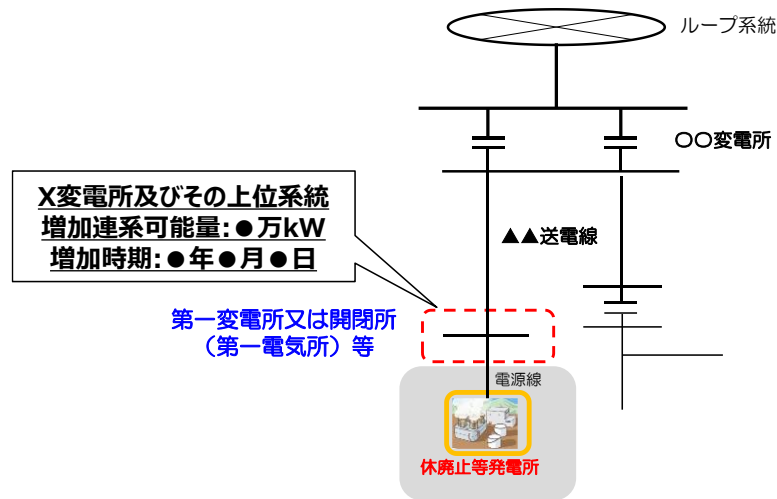 ループ系統
〇〇変電所
X変電所及びその上位系統
増加連系可能量:●万kW
増加時期:●年●月●日
▲▲送電線
第一変電所又は開閉所
（第一電気所）等
電源線
休廃止等発電所